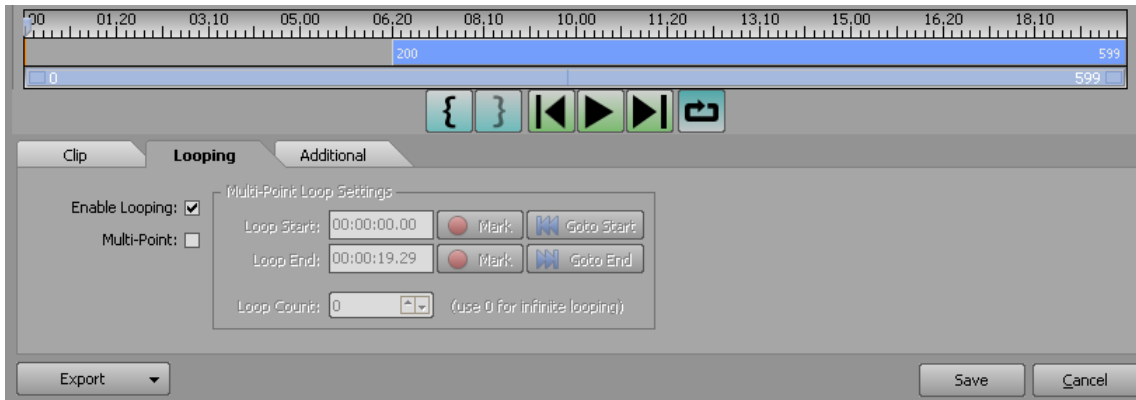 00 01,20 03,10 05,00 06,20 08,10 10,00 11,20 13,10 15,00 16,20 18,10
200 599
0 599
{ }
Clip Looping Additional
Multi-Point Loop Settings
Enable Looping:
Loop Start: 00:00:00.00 Mark Goto Start
Multi-Point:
Loop End: 00:00:19.29 Mark Goto End
Loop Count: 0 (use 0 for infinite looping)
Export Save Cancel